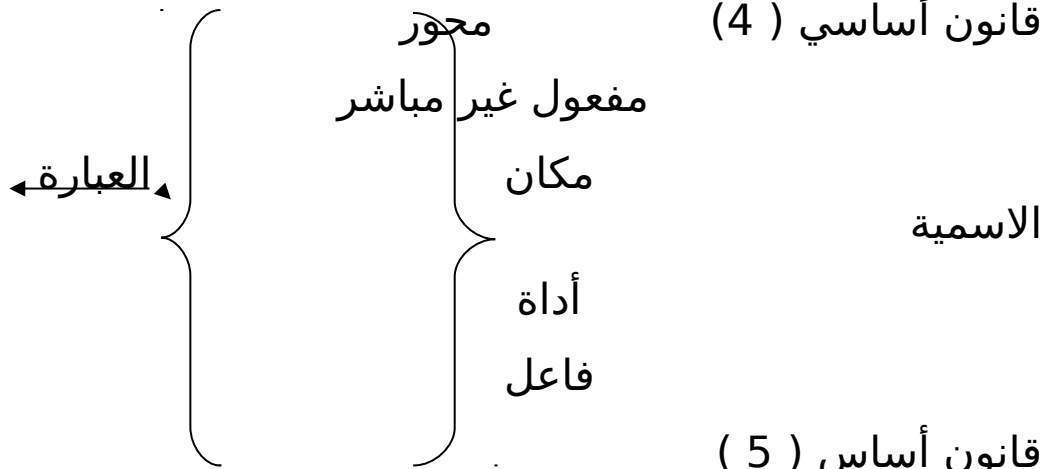 قانون أساسي ( 4) محور
مفعول غير مباشر
مكان العبارة
الاسمية
أداة
فاعل
قانون أساس ( 5 )